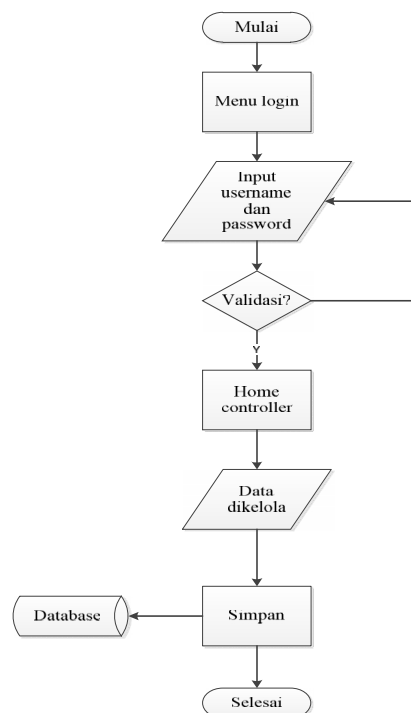 Mulai
Menu login
Input
username
dan
password
Validasi?
Y
Home
controller
Data
dikelola
Database
Simpan
Selesai